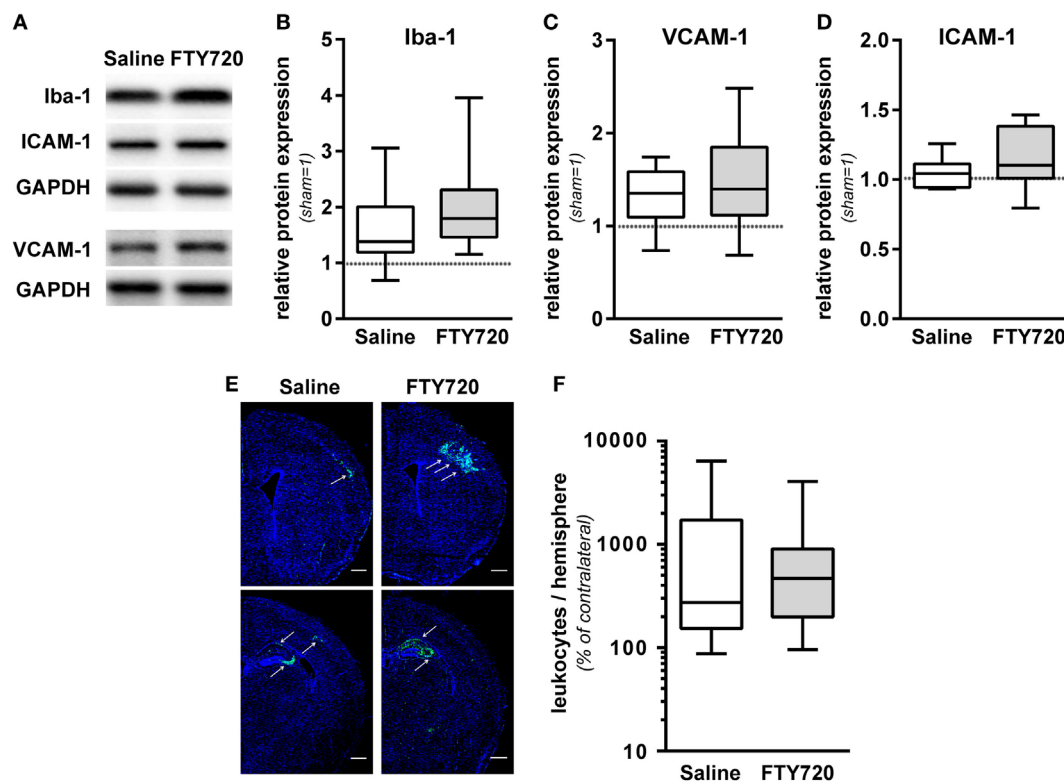 A
Saline FTY720
Iba-1
ICAM-1
GAPDH
VCAM-1
GAPDH
B
Iba-1
relative protein expression
(sham=1)
5
4
3
2
1
0
Saline FTY720
C
VCAM-1
relative protein expression
(sham=1)
3
2
1
0
Saline FTY720
D
ICAM-1
relative protein expression
(sham=1)
2.0
1.5
1.0
0.5
0.0
Saline FTY720
E
Saline FTY720
F
leukocytes / hemisphere
(% of contralateral)
10000
1000
100
10
Saline FTY720